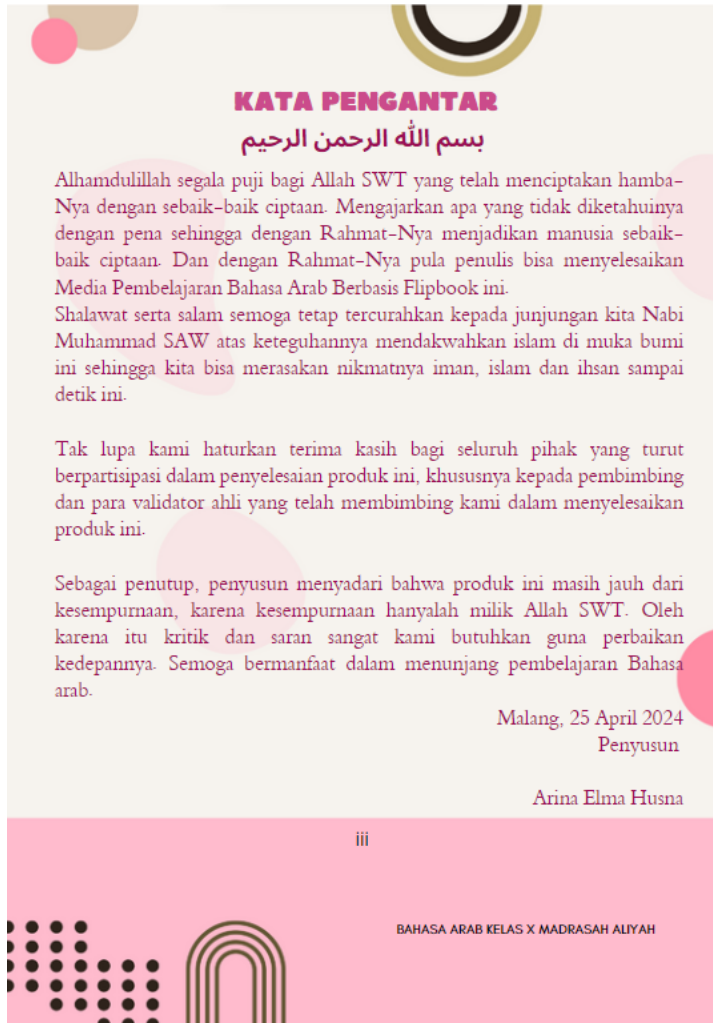 KATA PENGANTAR
بسم الله الرحمن الرحيم
Alhamdulillah segala puji bagi Allah SWT yang telah menciptakan hamba-
Nya dengan sebaik-baik ciptaan. Mengajarkan apa yang tidak diketahuinya
dengan pena sehingga dengan Rahmat-Nya menjadikan manusia sebaik-
baik ciptaan. Dan dengan Rahmat-Nya pula penulis bisa menyelesaikan
Media Pembelajaran Bahasa Arab Berbasis Flipbook ini.
Shalawat serta salam semoga tetap tercurahkan kepada junjungan kita Nabi
Muhammad SAW atas keteguhannya mendakwahkan islam di muka bumi
ini sehingga kita bisa merasakan nikmatnya iman, islam dan ihsan sampai
detik ini.
Tak lupa kami haturkan terima kasih bagi seluruh pihak yang turut
berpartisipasi dalam penyelesaian produk ini, khususnya kepada pembimbing
dan para validator ahli yang telah membimbing kami dalam menyelesaikan
produk ini.
Sebagai penutup, penyusun menyadari bahwa produk ini masih jauh dari
kesempurnaan, karena kesempurnaan hanyalah milik Allah SWT. Oleh
karena itu kritik dan saran sangat kami butuhkan guna perbaikan
kedepannya. Semoga bermanfaat dalam menunjang pembelajaran Bahasa
arab.
Malang, 25 April 2024
Penyusun
Arina Elma Husna
iii
BAHASA ARAB KELAS X MADRASAH ALIYAH